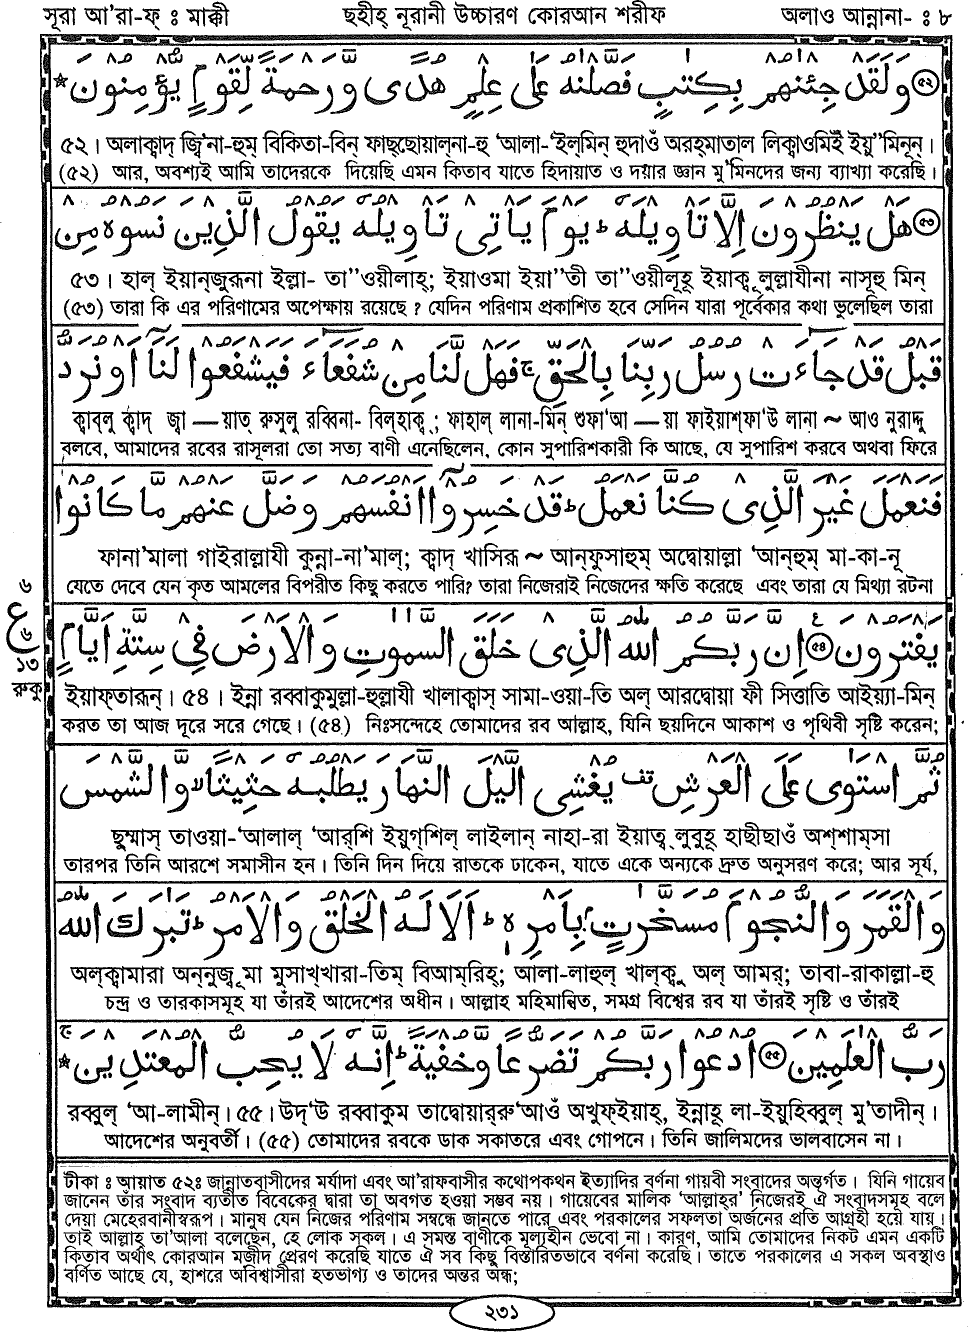 সূরা আ'রা-ফ্ ঃ মাক্কী ছহীহ্ নূরানী উচ্চারণ কোরআন শরীফ অলাও আন্নানা- ঃ ৮
وَلَقَدْ جِئْنٰهُمْ بِكِتٰبٍ فَصَّلْنٰهُ عَلٰى عِلْمٍ هُدًى وَّرَحْمَةً لِّقَوْمٍ يُّؤْمِنُوْنَ
৫২। অলাক্বাদ্ জ্বি'না-হুম্ বিকিতা-বিন্ ফাছ্ছোয়াল্না-হু 'আলা-'ইল্মিন্ হুদাওঁ অরহ্মাতাল লিক্বাওমিইঁ ইয়ু''মিনূন্।
(৫২) আর, অবশ্যই আমি তাদেরকে দিয়েছি এমন কিতাব যাতে হিদায়াত ও দয়ার জ্ঞান মু'মিনদের জন্য ব্যাখ্যা করেছি।
هَلْ يَنْظُرُوْنَ اِلَّا تَاْوِيْلَهٗ ؕ يَوْمَ يَاْتِيْ تَاْوِيْلُهٗ يَقُوْلُ الَّذِيْنَ نَسُوْهُ مِنْ
৫৩। হাল্ ইয়ান্জুরূনা ইল্লা- তা''ওয়ীলাহ্; ইয়াওমা ইয়া''তী তা''ওয়ীলুহূ ইয়াক্ব্লুল্লাযীনা নাসূহু মিন্
(৫৩) তারা কি এর পরিণামের অপেক্ষায় রয়েছে? যেদিন পরিণাম প্রকাশিত হবে সেদিন যারা পূর্বেকার কথা ভুলেছিল তারা
قَبْلُ قَدْ جَآءَتْ رُسُلُ رَبِّنَا بِالْحَقِّ ۚ فَهَلْ لَّنَا مِنْ شُفَعَآءَ فَيَشْفَعُوْا لَنَآ اَوْ نُرَدُّ
ক্বাব্লু ক্বাদ্ জ্বা — য়াত্ রুসুলু রব্বিনা- বিল্হাক্ব্; ফাহাল্ লানা-মিন্ শুফা'আ — য়া ফাইয়াশ্ফা'উ লানা ~ আও নুরাদ্দু
বলবে, আমাদের রবের রাসূলরা তো সত্য বাণী এনেছিলেন, কোন সুপারিশকারী কি আছে, যে সুপারিশ করবে অথবা ফিরে
فَنَعْمَلَ غَيْرَ الَّذِيْ كُنَّا نَعْمَلُ ؕ قَدْ خَسِرُوْٓا اَنْفُسَهُمْ وَضَلَّ عَنْهُمْ مَّا كَانُوْا
ফানা'মালা গাইরাল্লাযী কুন্না-না'মাল্; ক্বাদ্ খাসিরূ ~ আন্ফুসাহুম্ অদ্বোয়াল্লা 'আন্হুম্ মা-কা-নূ
যেতে দেবে যেন কৃত আমলের বিপরীত কিছু করতে পারি? তারা নিজেরাই নিজেদের ক্ষতি করেছে এবং তারা যে মিথ্যা রটনা
৬
ع
৬
১৩
রুকু
يَفْتَرُوْنَ ﴿৫৪﴾ اِنَّ رَبَّكُمُ اللّٰهُ الَّذِيْ خَلَقَ السَّمٰوٰتِ وَالْاَرْضَ فِيْ سِتَّةِ اَيَّامٍ
ইয়াফ্তারূন্। ৫৪। ইন্না রব্বাকুমুল্লা-হুল্লাযী খালাক্বাস্ সামা-ওয়া-তি অল্ আরদ্বোয়া ফী সিত্তাতি আইয়্যা-মিন্
করত তা আজ দূরে সরে গেছে। (৫৪) নিঃসন্দেহে তোমাদের রব আল্লাহ, যিনি ছয়দিনে আকাশ ও পৃথিবী সৃষ্টি করেন;
ثُمَّ اسْتَوٰى عَلَى الْعَرْشِ تف يُغْشِى الَّيْلَ النَّهَارَ يَطْلُبُهٗ حَثِيْثًا ۙ وَّالشَّمْسَ
ছুম্মাস্ তাওয়া-'আলাল্ 'আর্শি ইয়ুগ্শিল্ লাইলান্ নাহা-রা ইয়াত্ব্লুবুহূ হাছীছাওঁ অশ্শাম্সা
তারপর তিনি আরশে সমাসীন হন। তিনি দিন দিয়ে রাতকে ঢাকেন, যাতে একে অন্যকে দ্রুত অনুসরণ করে; আর সূর্য,
وَالْقَمَرَ وَالنُّجُوْمَ مُسَخَّرٰتٍۭ بِاَمْرِهٖ ؕ اَلَا لَهُ الْخَلْقُ وَالْاَمْرُ ؕ تَبٰرَكَ اللّٰهُ
অল্ক্বামারা অন্নুজ্বূমা মুসাখ্খারা-তিম্ বিআম্রিহ্; আলা-লাহুল্ খাল্ক্বু অল্ আমর্; তাবা-রাকাল্লা-হু
চন্দ্র ও তারকাসমূহ যা তাঁরই আদেশের অধীন। আল্লাহ মহিমান্বিত, সমগ্র বিশ্বের রব যা তাঁরই সৃষ্টি ও তাঁরই
رَبُّ الْعٰلَمِيْنَ ﴿৫৫﴾ اُدْعُوْا رَبَّكُمْ تَضَرُّعًا وَّخُفْيَةً ؕ اِنَّهٗ لَا يُحِبُّ الْمُعْتَدِيْنَ
রব্বুল্ 'আ-লামীন্। ৫৫। উদ্'উ রব্বাকুম তাদ্বোয়ার্রু'আওঁ অখুফ্ইয়াহ্, ইন্নাহূ লা-ইয়ুহিব্বুল্ মু'তাদীন্।
আদেশের অনুবর্তী। (৫৫) তোমাদের রবকে ডাক সকাতরে এবং গোপনে। তিনি জালিমদের ভালবাসেন না।
টীকা ঃ আয়াত ৫২ঃ জান্নাতবাসীদের মর্যাদা এবং আ'রাফবাসীর কথোপকথন ইত্যাদির বর্ণনা গায়বী সংবাদের অন্তর্গত। যিনি গায়েব
জানেন তাঁর সংবাদ ব্যতীত বিবেকের দ্বারা তা অবগত হওয়া সম্ভব নয়। গায়েবের মালিক 'আল্লাহ্‌র' নিজেরই ঐ সংবাদসমূহ বলে
দেয়া মেহেরবানীস্বরূপ। মানুষ যেন নিজের পরিণাম সম্বন্ধে জানতে পারে এবং পরকালের সফলতা অর্জনের প্রতি আগ্রহী হয়ে যায়।
তাই আল্লাহ্ তা'আলা বলেছেন, হে লোক সকল। এ সমস্ত বাণীকে মূল্যহীন ভেবো না। কারণ, আমি তোমাদের নিকট এমন একটি
কিতাব অর্থাৎ কোরআন মজীদ প্রেরণ করেছি যাতে ঐ সব কিছু বিস্তারিতভাবে বর্ণনা করেছি। তাতে পরকালের এ সকল অবস্থাও
বর্ণিত আছে যে, হাশরে অবিশ্বাসীরা হতভাগ্য ও তাদের অন্তর অন্ধ;
২৩১